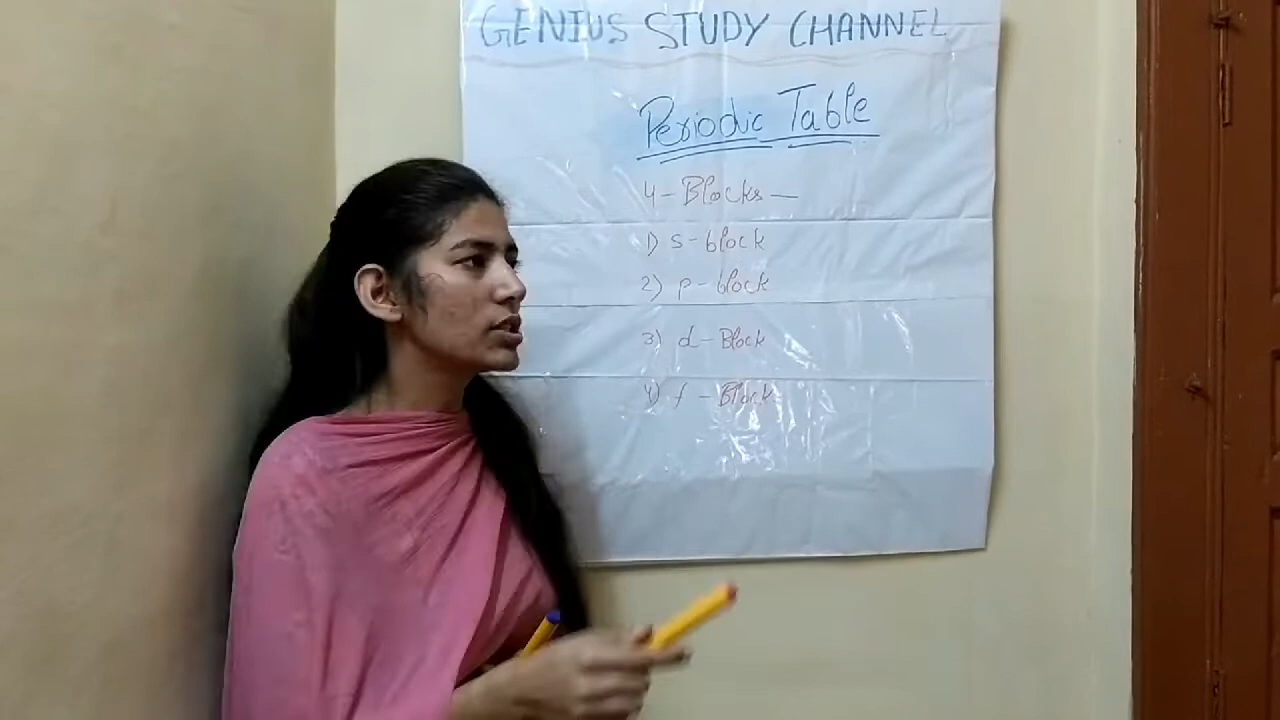 GENIUS STUDY CHANNEL
Periodic Table
4 - Blocks —
1) s - block
2) p - block
3) d - Block
4) f - Block